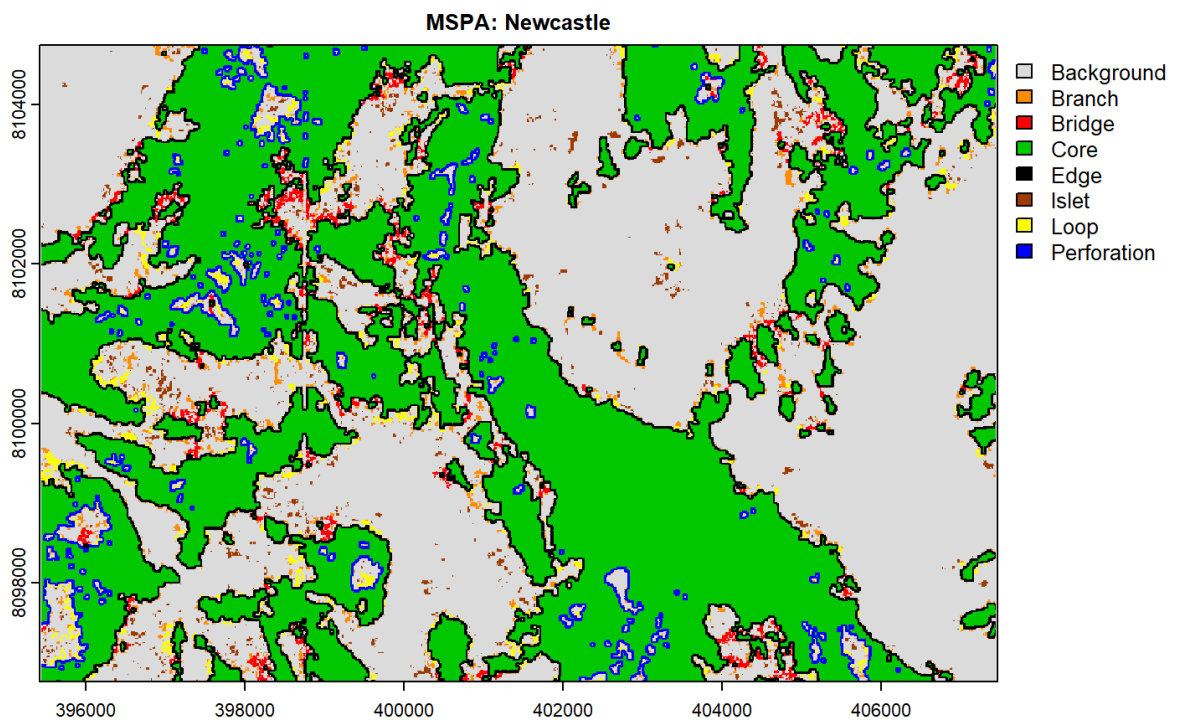 MSPA: Newcastle
8104000
8102000
8100000
8098000
396000
398000
400000
402000
404000
406000
Background
Branch
Bridge
Core
Edge
Islet
Loop
Perforation